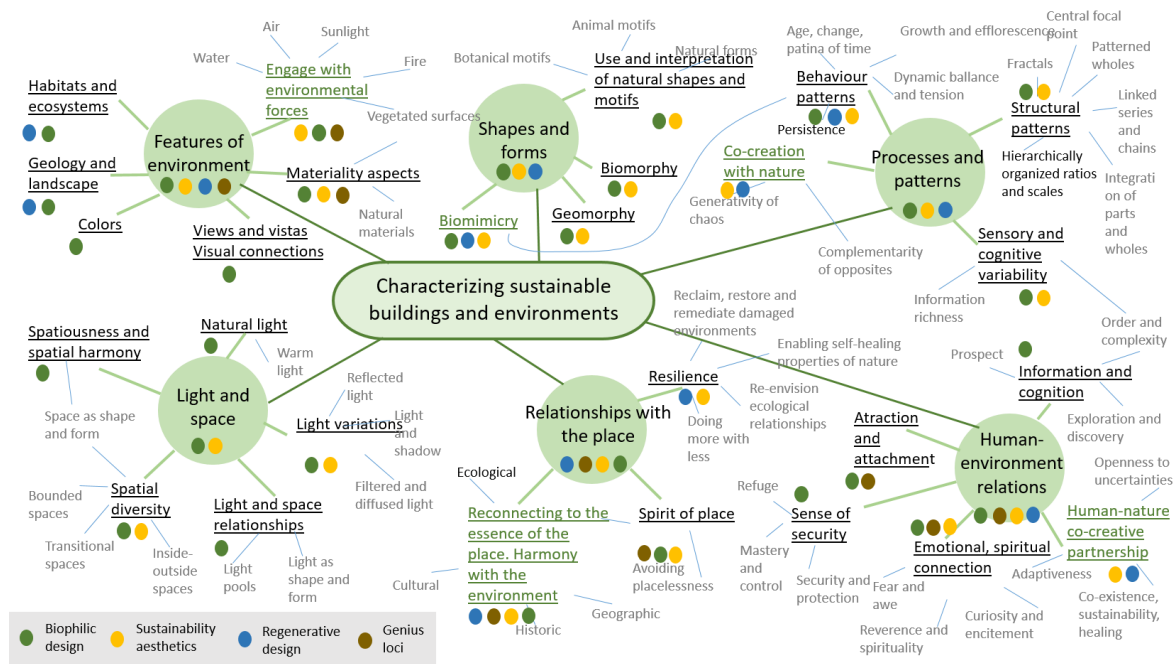 Air
Sunlight
Water
Fire
Engage with
environmental
forces
Vegetated surfaces
Habitats and
ecosystems
Features of
environment
Geology and
landscape
Materiality aspects
Natural
materials
Colors
Views and vistas
Visual connections
Animal motifs
Botanical motifs
Natural forms
Use and interpretation
of natural shapes and
motifs
Shapes and
forms
Biomorphy
Geomorphy
Biomimicry
Age, change,
patina of time
Growth and efflorescence
Behaviour
patterns
Dynamic ballance
and tension
Persistence
Co-creation
with nature
Generativity of
chaos
Complementarity
of opposites
Processes and
patterns
Central focal
point
Patterned
wholes
Fractals
Structural
patterns
Linked
series and
chains
Hierarchically
organized ratios
and scales
Integrati
on of
parts
and
wholes
Sensory and
cognitive
variability
Information
richness
Order and
complexity
Characterizing sustainable
buildings and environments
Spatiousness and
spatial harmony
Natural light
Warm
light
Light and
space
Reflected
light
Light variations
Light
and
shadow
Filtered and
diffused light
Space as shape
and form
Bounded
spaces
Spatial
diversity
Transitional
spaces
Inside-
outside
spaces
Light and space
relationships
Light
pools
Light as
shape and
form
Reclaim, restore and
remediate damaged
environments
Enabling self-healing
properties of nature
Resilience
Re-envision
ecological
relationships
Doing
more with
less
Relationships with
the place
Ecological
Reconnecting to the
essence of the
place. Harmony
with the
environment
Cultural
Historic
Geographic
Spirit of place
Avoiding
placelessness
Prospect
Information and
cognition
Exploration and
discovery
Atraction
and
attachment
Human-
environment
relations
Openness to
uncertainties
Refuge
Sense of
security
Mastery
and
control
Security and
protection
Human-nature
co-creative
partnership
Emotional, spiritual
connection
Adaptiveness
Co-existence,
sustainability,
healing
Fear and
awe
Reverence and
spirituality
Curiosity and
encitement
Biophilic
design
Sustainability
aesthetics
Regenerative
design
Genius
loci